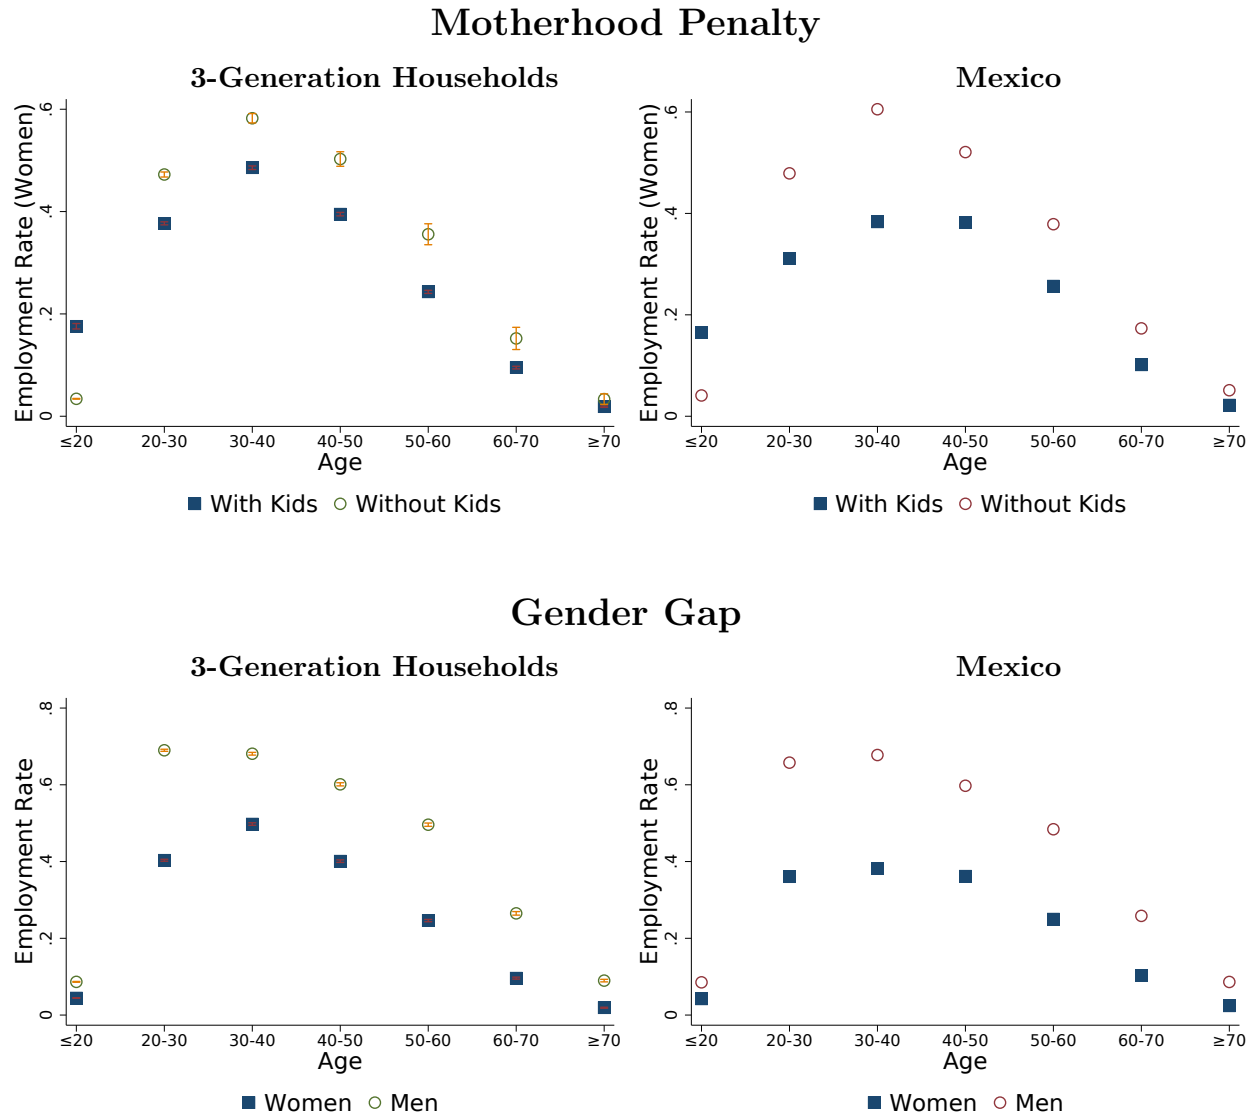 Motherhood Penalty
3-Generation Households
Employment Rate (Women)
0
.2
.4
.6
≤20 20-30 30-40 40-50 50-60 60-70 ≥70
Age
With Kids Without Kids
Mexico
Employment Rate (Women)
0
.2
.4
.6
≤20 20-30 30-40 40-50 50-60 60-70 ≥70
Age
With Kids Without Kids
Gender Gap
3-Generation Households
Employment Rate
0
.2
.4
.6
.8
≤20 20-30 30-40 40-50 50-60 60-70 ≥70
Age
Women Men
Mexico
Employment Rate
0
.2
.4
.6
.8
≤20 20-30 30-40 40-50 50-60 60-70 ≥70
Age
Women Men